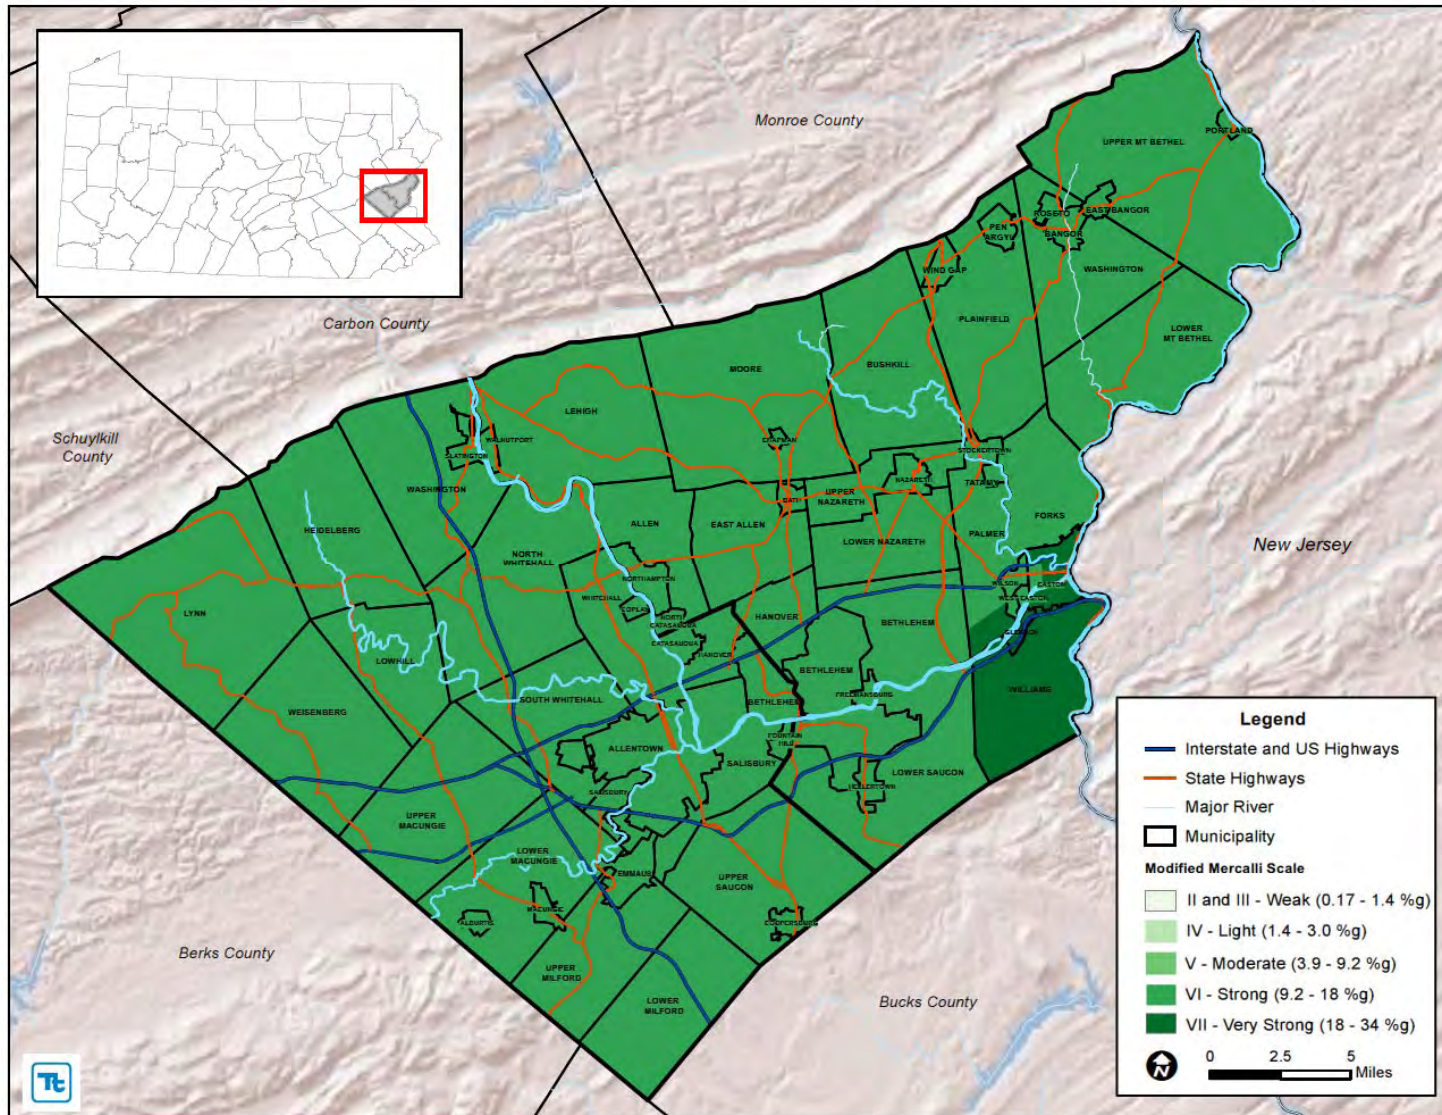 Monroe County
PORTLAND
UPPER MT BETHEL
ROSETO
EAST BANGOR
PEN
ARGYL
BANGOR
WIND GAP
WASHINGTON
Carbon County
PLAINFIELD
LOWER
MT BETHEL
BUSHKILL
MOORE
LEHIGH
Schuylkill
County
WALNUTPORT
SLATINGTON
CHAPMAN
STOCKERTOWN
NAZARETH
TATAMY
WASHINGTON
BATH
UPPER
NAZARETH
HEIDELBERG
ALLEN
EAST ALLEN
FORKS
PALMER
LOWER NAZARETH
New Jersey
NORTH
WHITEHALL
NORTHAMPTON
WILSON
EASTON
WHITEHALL
COPLAY
WEST EASTON
LYNN
NORTH
CATASAUQUA
HANOVER
BETHLEHEM
GLENDON
CATASAUQUA
HANOVER
LOWHILL
BETHLEHEM
WILLIAMS
FREEMANSBURG
SOUTH WHITEHALL
BETHLEHEM
WEISENBERG
FOUNTAIN
HILL
ALLENTOWN
SALISBURY
LOWER SAUCON
HELLERTOWN
SALISBURY
UPPER
MACUNGIE
LOWER
MACUNGIE
EMMAUS
UPPER
SAUCON
MACUNGIE
ALBURTIS
COOPERSBURG
Berks County
UPPER
MILFORD
LOWER
MILFORD
Bucks County
Legend
Interstate and US Highways
State Highways
Major River
Municipality
Modified Mercalli Scale
II and III - Weak (0.17 - 1.4 %g)
IV - Light (1.4 - 3.0 %g)
V - Moderate (3.9 - 9.2 %g)
VI - Strong (9.2 - 18 %g)
VII - Very Strong (18 - 34 %g)
N
0 2.5 5
Miles
Tt